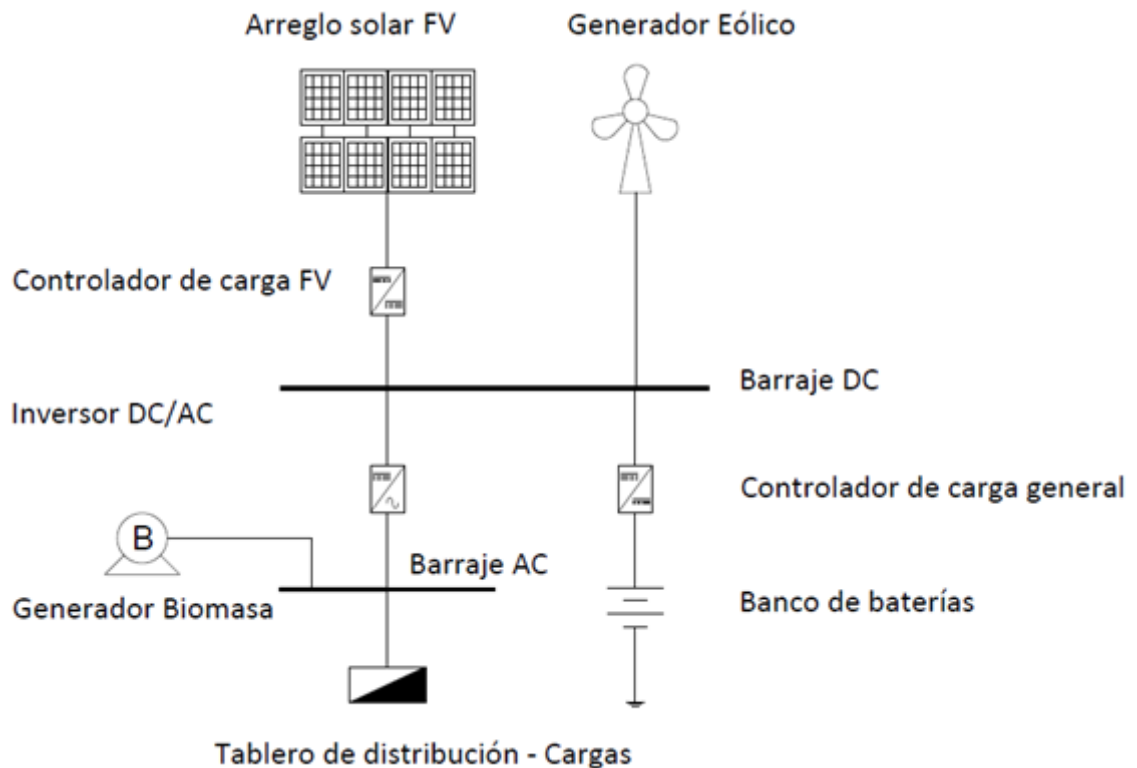 Arreglo solar FV
Generador Eólico
Controlador de carga FV
Barraje DC
Inversor DC/AC
Controlador de carga general
B
Barraje AC
Generador Biomasa
Banco de baterías
Tablero de distribución - Cargas